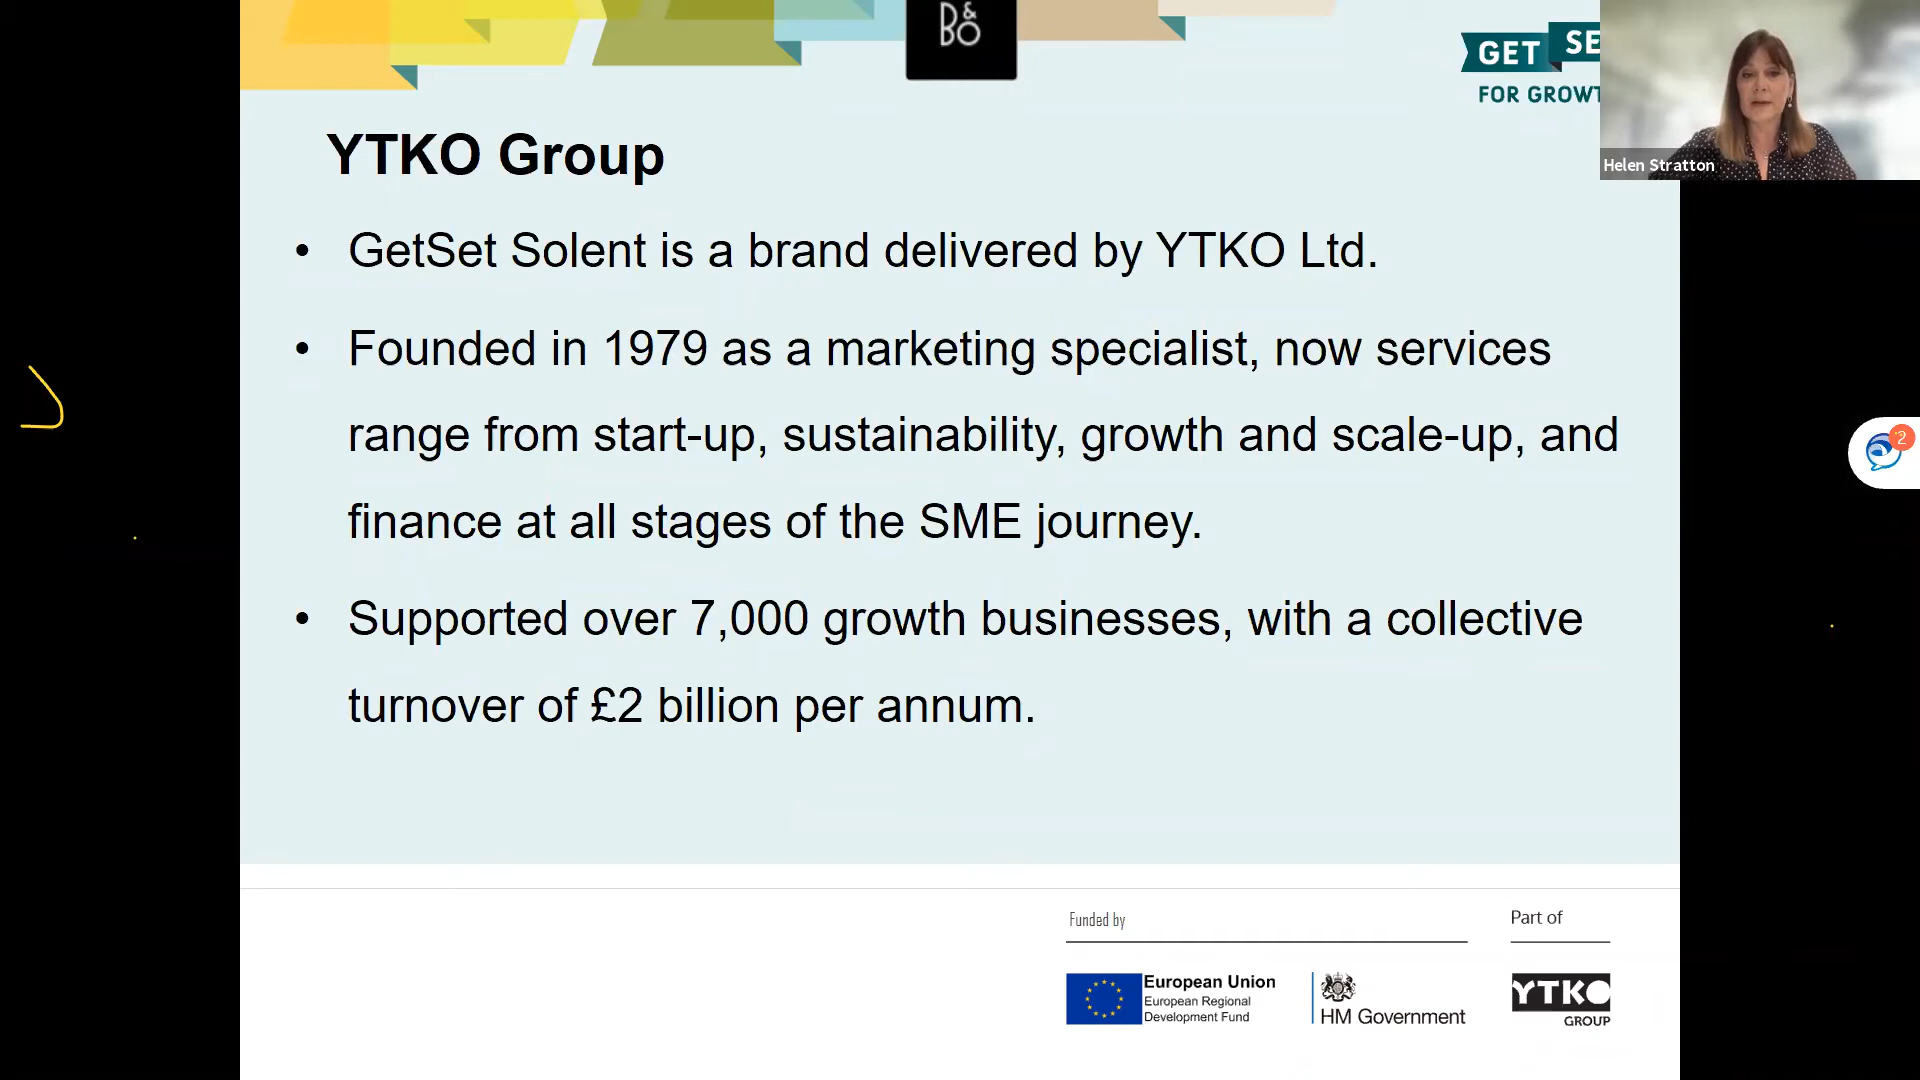 B&O
GET SE
FOR GROWT
Helen Stratton
YTKO Group
• GetSet Solent is a brand delivered by YTKO Ltd.
• Founded in 1979 as a marketing specialist, now services
range from start-up, sustainability, growth and scale-up, and
finance at all stages of the SME journey.
• Supported over 7,000 growth businesses, with a collective
turnover of £2 billion per annum.
2
Funded by
Part of
European Union
European Regional
Development Fund
HM Government
YTKO
GROUP